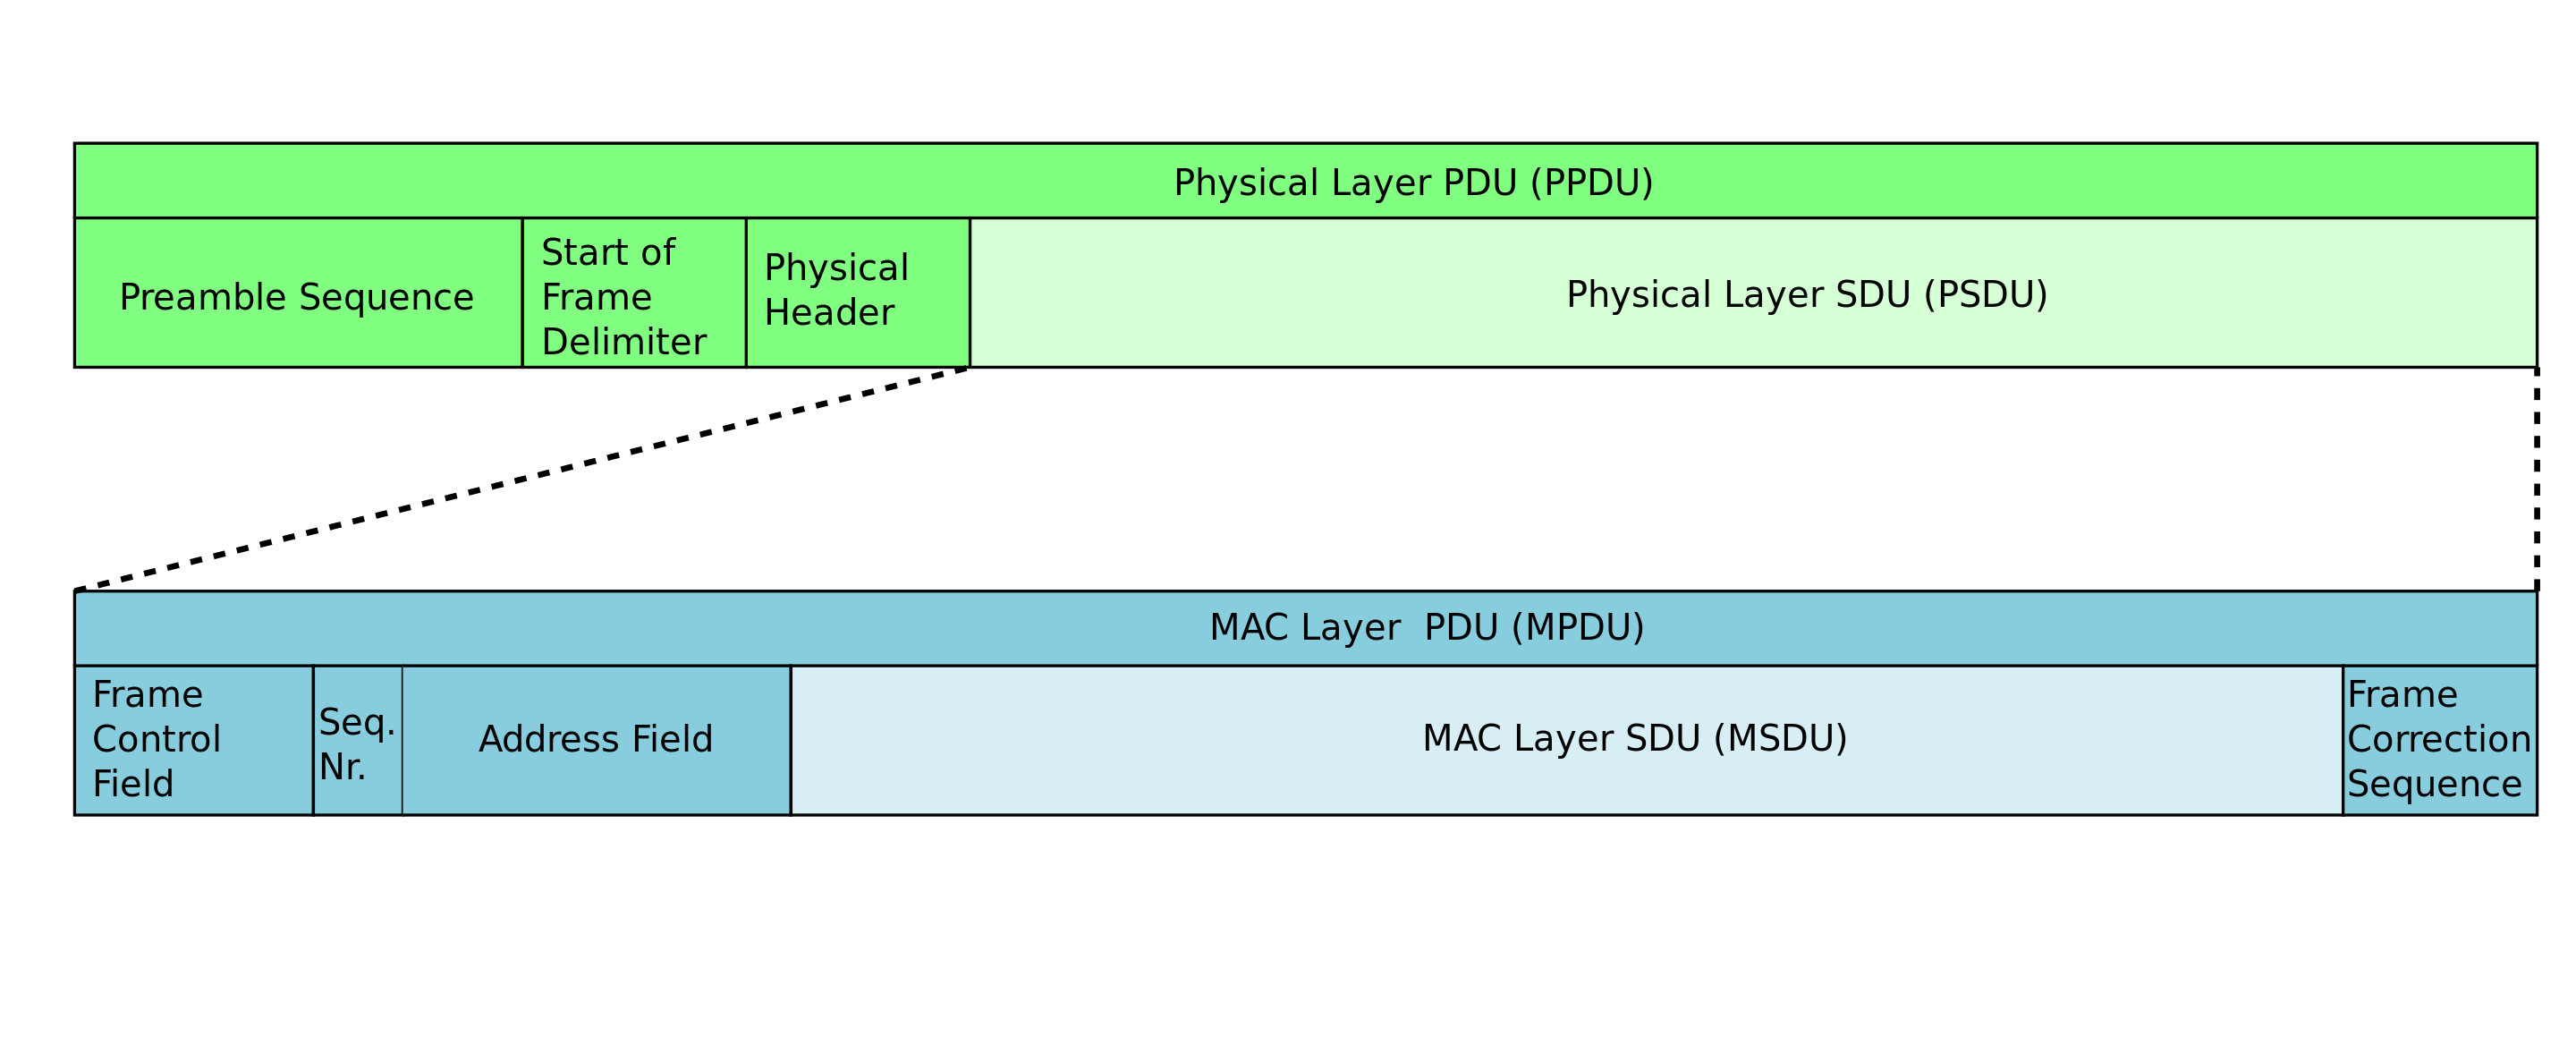 Physical Layer PDU (PPDU)
Preamble Sequence
Start of
Frame
Delimiter
Physical
Header
Physical Layer SDU (PSDU)
MAC Layer  PDU (MPDU)
Frame
Control
Field
Seq.
Nr.
Address Field
MAC Layer SDU (MSDU)
Frame
Correction
Sequence